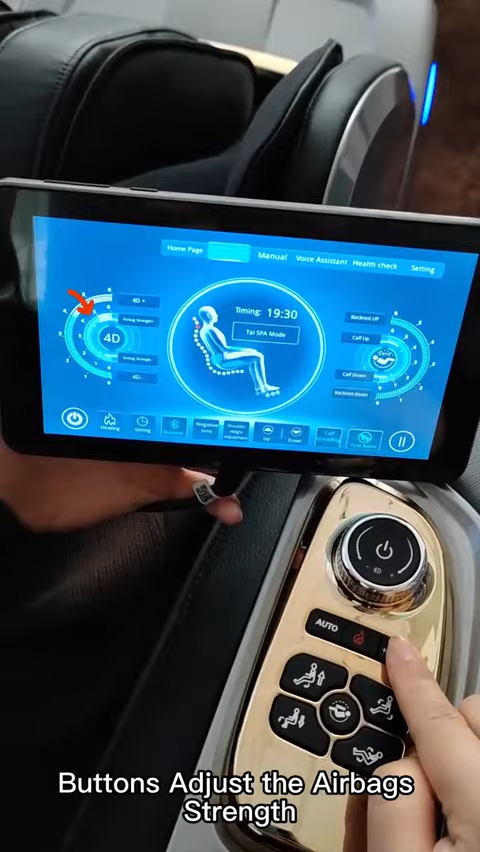 Home Page
Manual
Voice Assistant
Health check
Setting
4D +
Airbag Strength+
4D
Airbag Strength-
4D-
Timing: 19:30
Tai SPA Mode
Backrest UP
Calf Up
Zero
Calf Down
Backrest down
Heating
timing
Negative
Ions
Shoulder
Height
Adjustment
Up
Down
Calf
- 4D +
AUTO
Buttons Adjust the Airbags
Strength